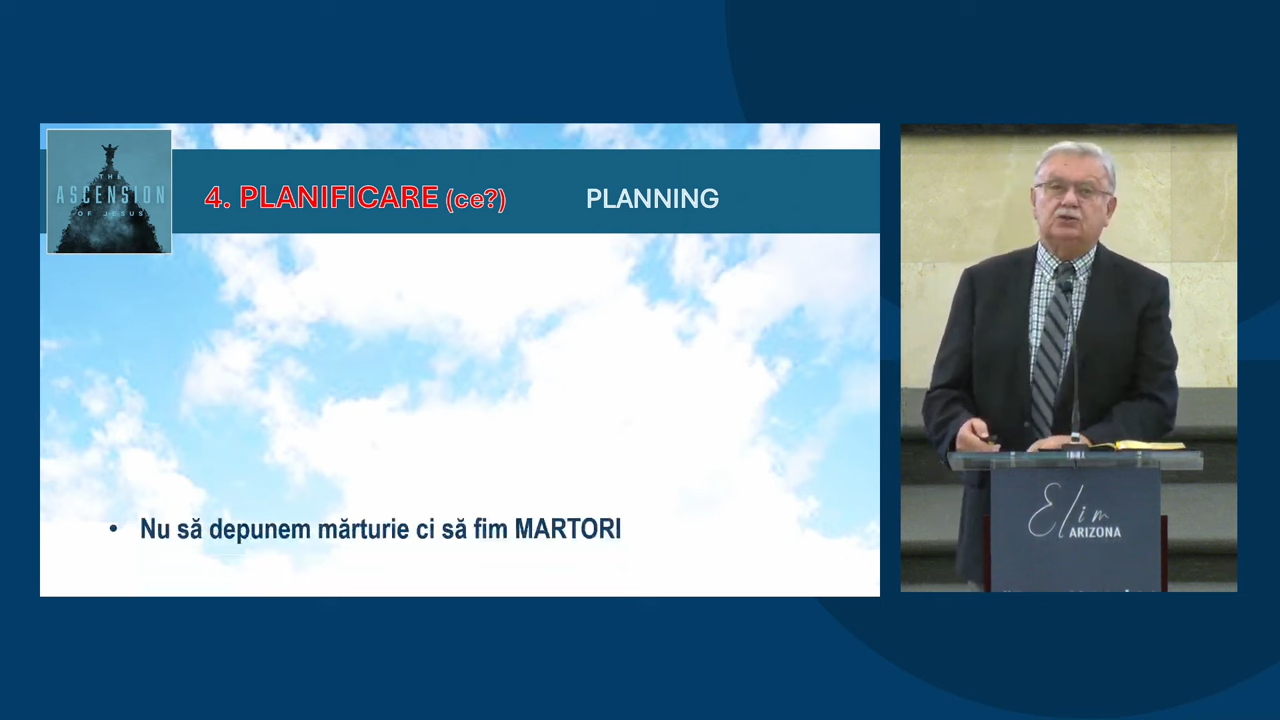 THE
ASCENSION
OF JESUS
4. PLANIFICARE (ce?)
PLANNING
• Nu să depunem mărturie ci să fim MARTORI
Elim
ARIZONA